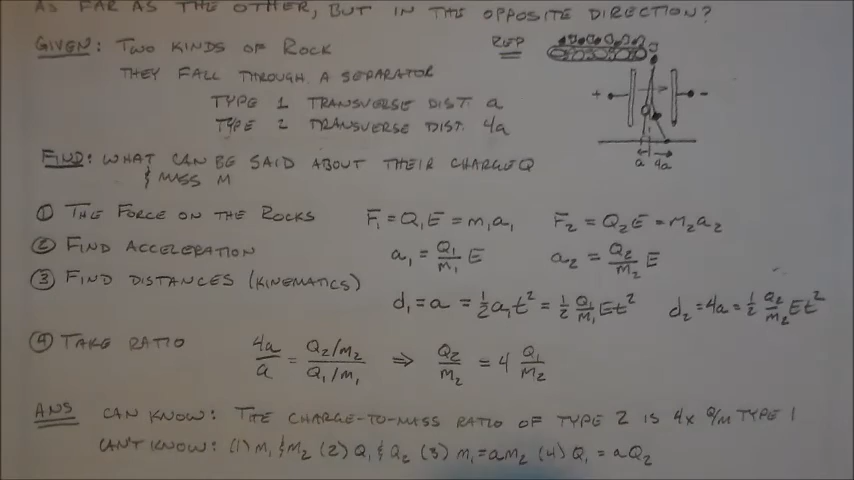 AS FAR AS THE OTHER, BUT IN THE OPPOSITE DIRECTION?
GIVEN: TWO KINDS OF ROCK
REP
THEY FALL THROUGH A SEPARATOR
TYPE 1 TRANSVERSE DIST. a
TYPE 2 TRANSVERSE DIST. 4a
+ -
a 4a
FIND: WHAT CAN BE SAID ABOUT THEIR CHARGE Q
& MASS M
① THE FORCE ON THE ROCKS F₁ = Q₁E = m₁a₁ F₂ = Q₂E = M₂a₂
② FIND ACCELERATION a₁ = Q₁/m₁ E a₂ = Q₂/m₂ E
③ FIND DISTANCES (KINEMATICS)
d₁ = a = 1/2 a₁t² = 1/2 Q₁/M₁ Et² d₂ = 4a = 1/2 Q₂/m₂ Et²
④ TAKE RATIO 4a/a = (Q₂/m₂)/(Q₁/m₁) ⇒ Q₂/m₂ = 4 Q₁/m₂
ANS CAN KNOW: THE CHARGE-TO-MASS RATIO OF TYPE 2 IS 4X Q/M TYPE 1
CAN'T KNOW: (1) M₁ & M₂ (2) Q₁ & Q₂ (3) M₁ = aM₂ (4) Q₁ = aQ₂